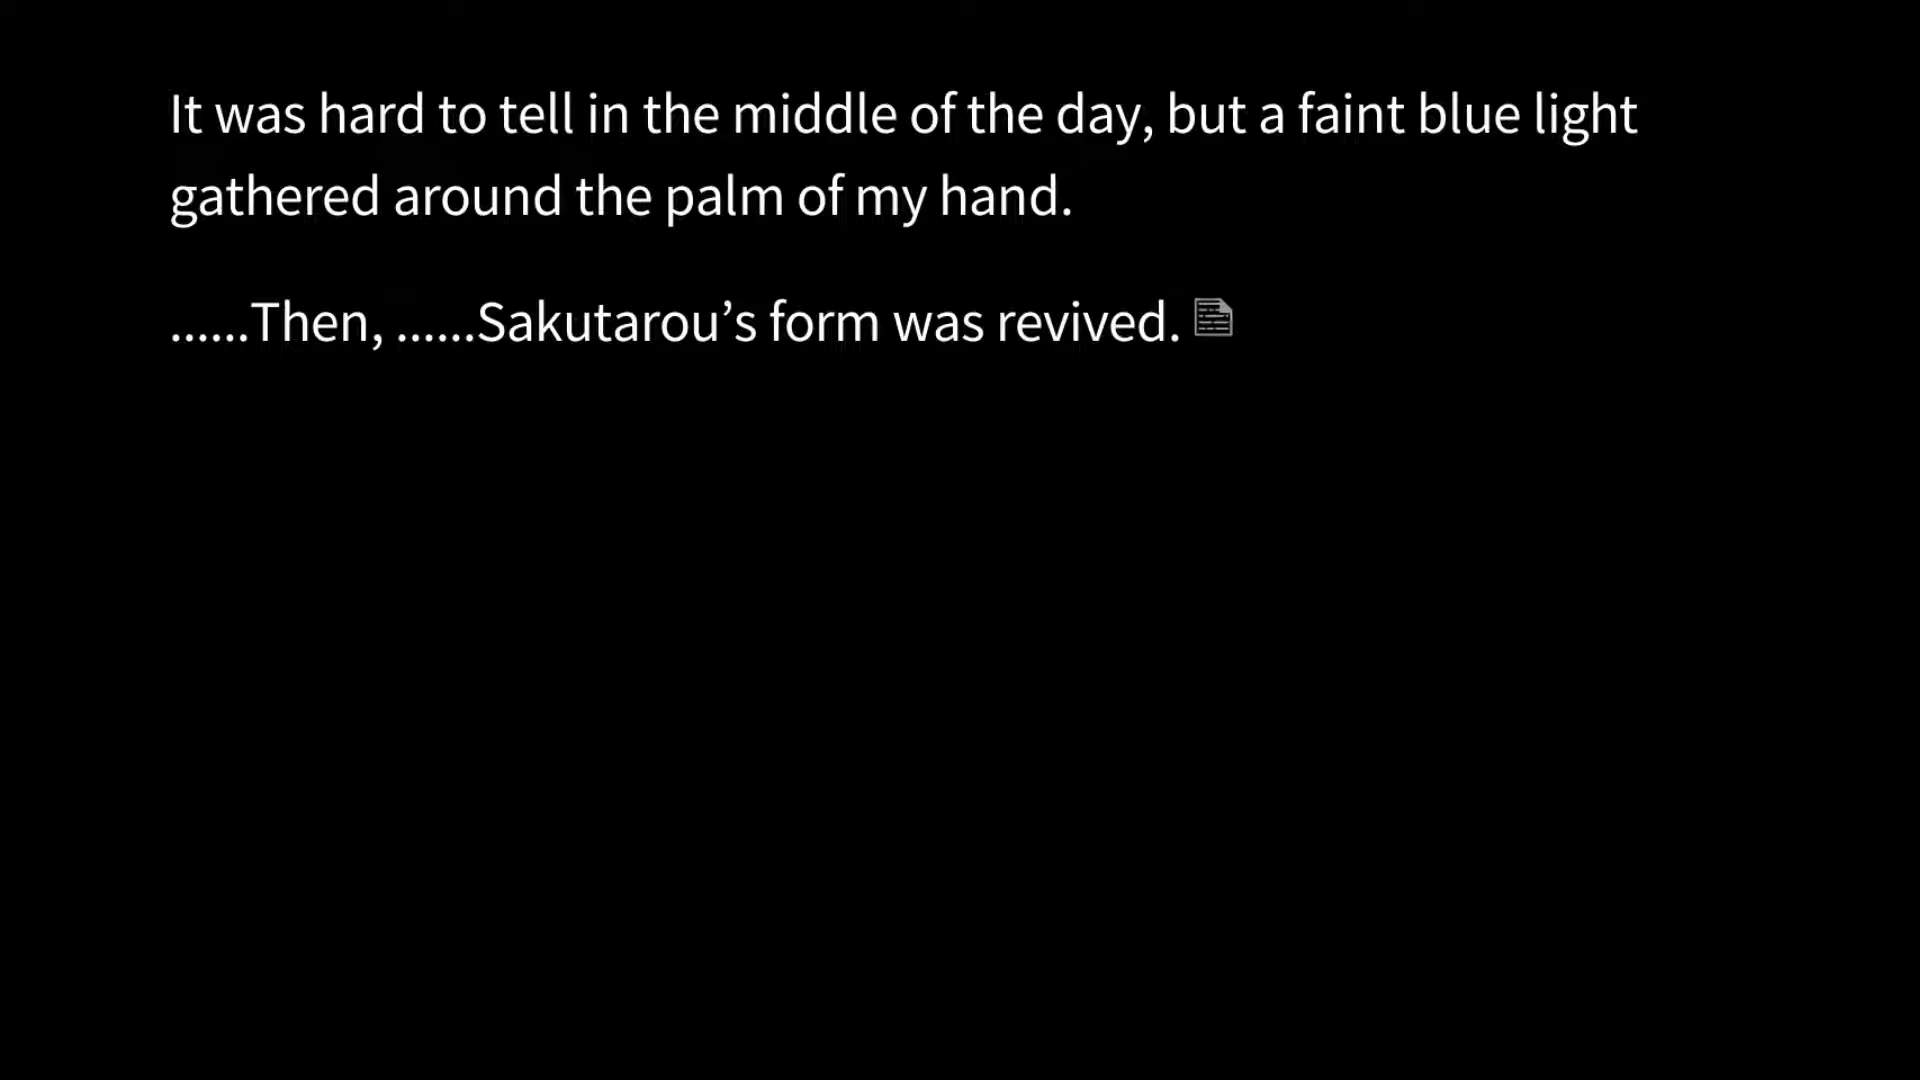 It was hard to tell in the middle of the day, but a faint blue light
gathered around the palm of my hand.
......Then, ......Sakutarou’s form was revived.